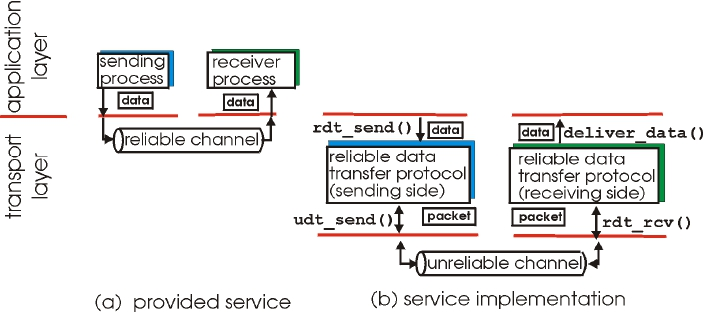 application
layer
transport
layer
sending
process
receiver
process
data
data
reliable channel
(a) provided service
rdt_send()
data
data
deliver_data()
reliable data
transfer protocol
(sending side)
reliable data
transfer protocol
(receiving side)
udt_send()
packet
packet
rdt_rcv()
unreliable channel
(b) service implementation